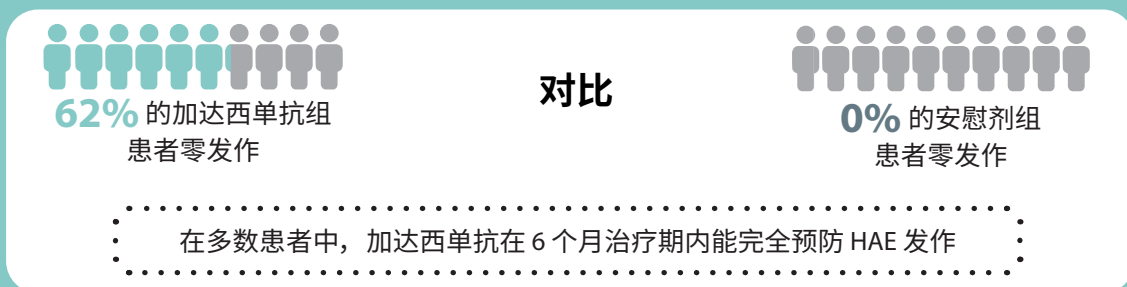 62% 的加达西单抗组
患者零发作
对比
0% 的安慰剂组
患者零发作
在多数患者中，加达西单抗在 6 个月治疗期内能完全预防 HAE 发作